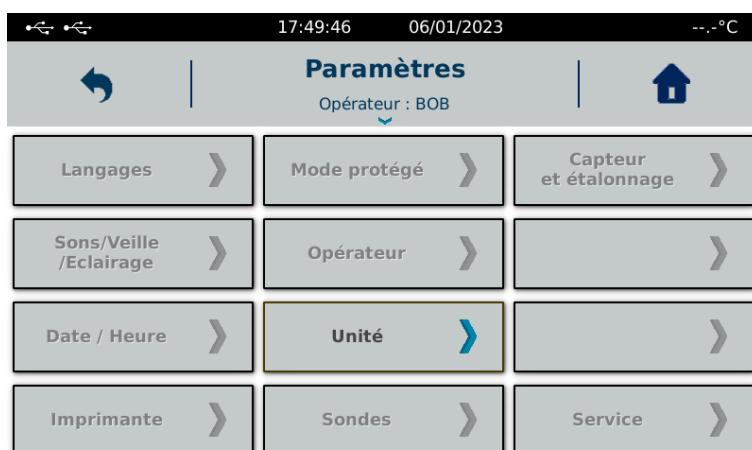 17:49:46 06/01/2023 --.-°C
Paramètres
Opérateur : BOB
Langages
Mode protégé
Capteur
et étalonnage
Sons/Veille
/Eclairage
Opérateur
Date / Heure
Unité
Imprimante
Sondes
Service